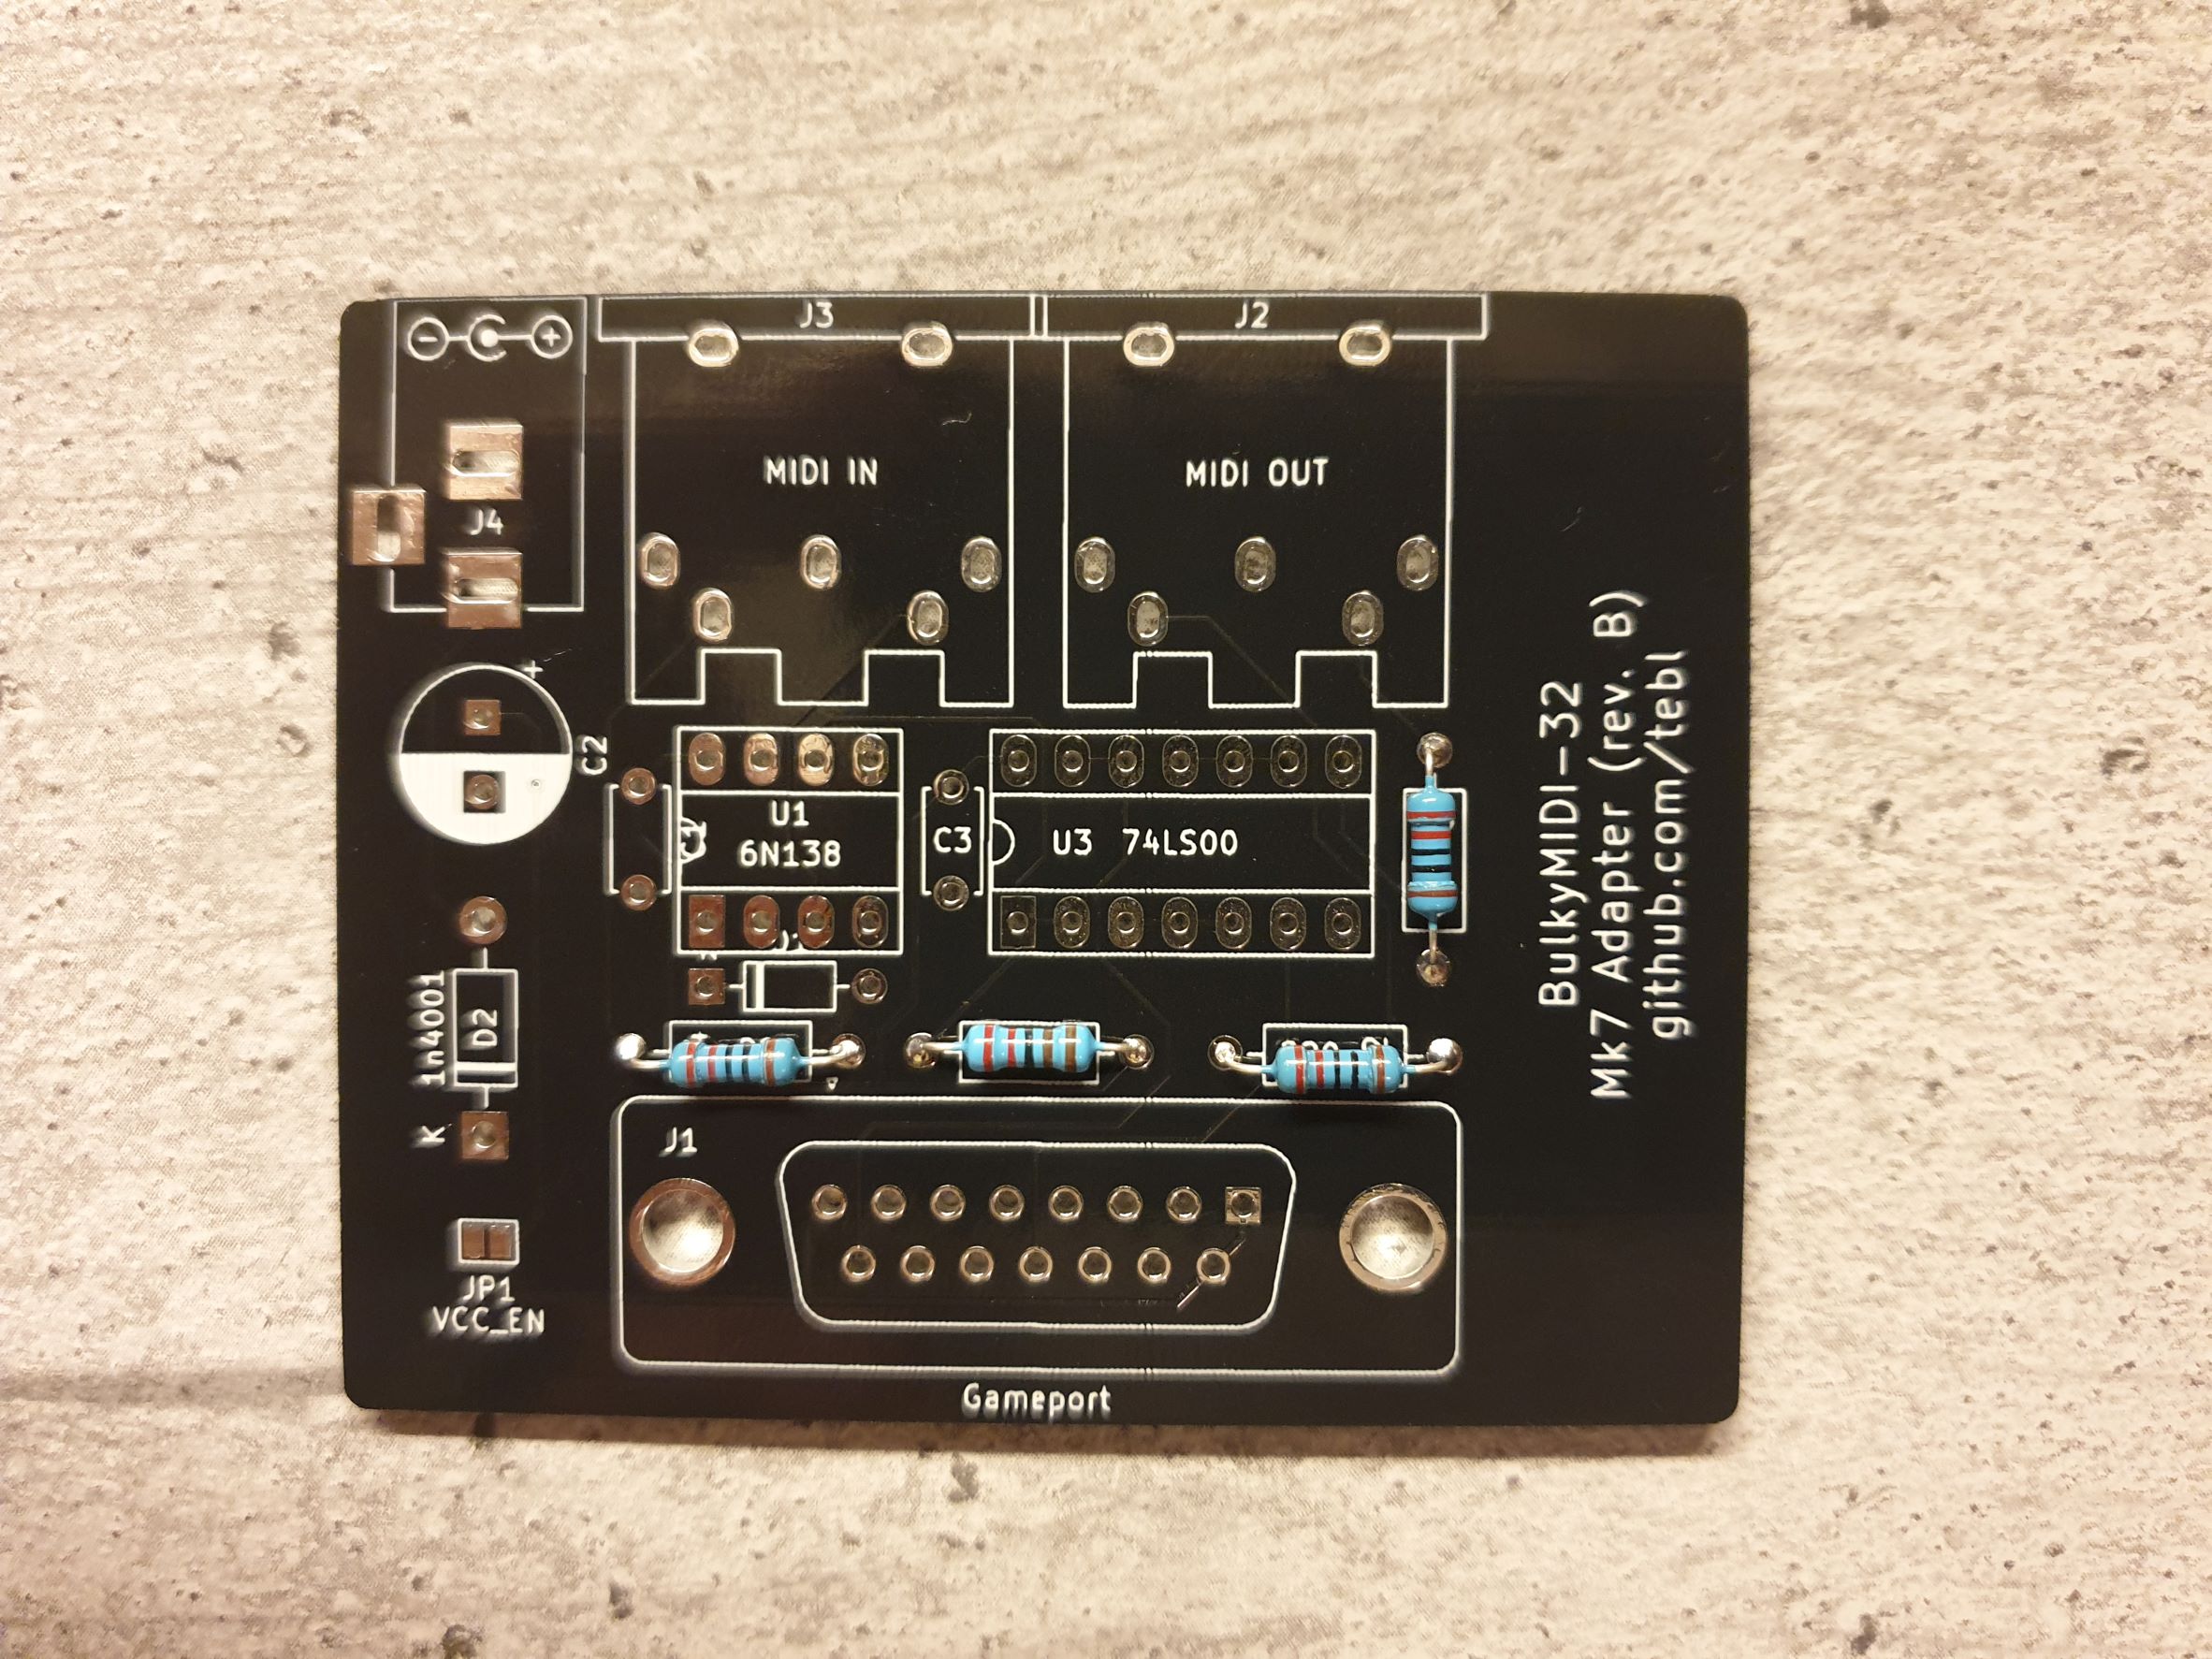 J3
J2
- +
MIDI IN
MIDI OUT
J4
+
C2
U1
6N138
C3
U3 74LS00
1n4001
D2
K
J1
JP1
VCC_EN
Gameport
BulkyMIDI-32
Mk7 Adapter (rev. B)
github.com/tebl